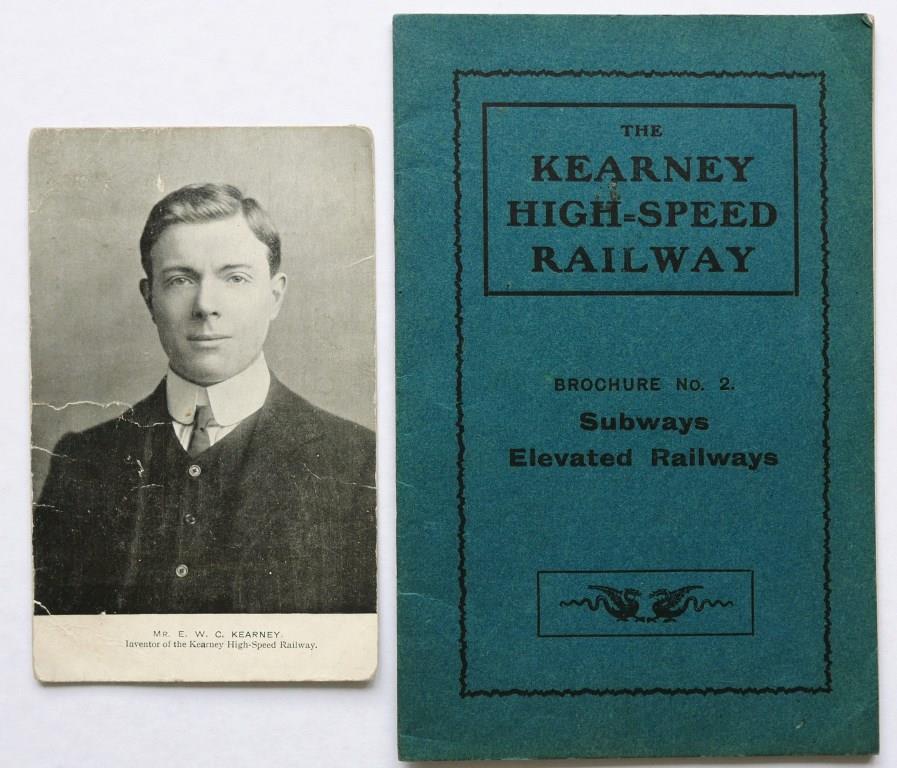 Mr. E. W. C. KEARNEY.
Inventor of the Kearney High-Speed Railway.
THE
KEARNEY
HIGH=SPEED
RAILWAY
BROCHURE No. 2.
Subways
Elevated Railways